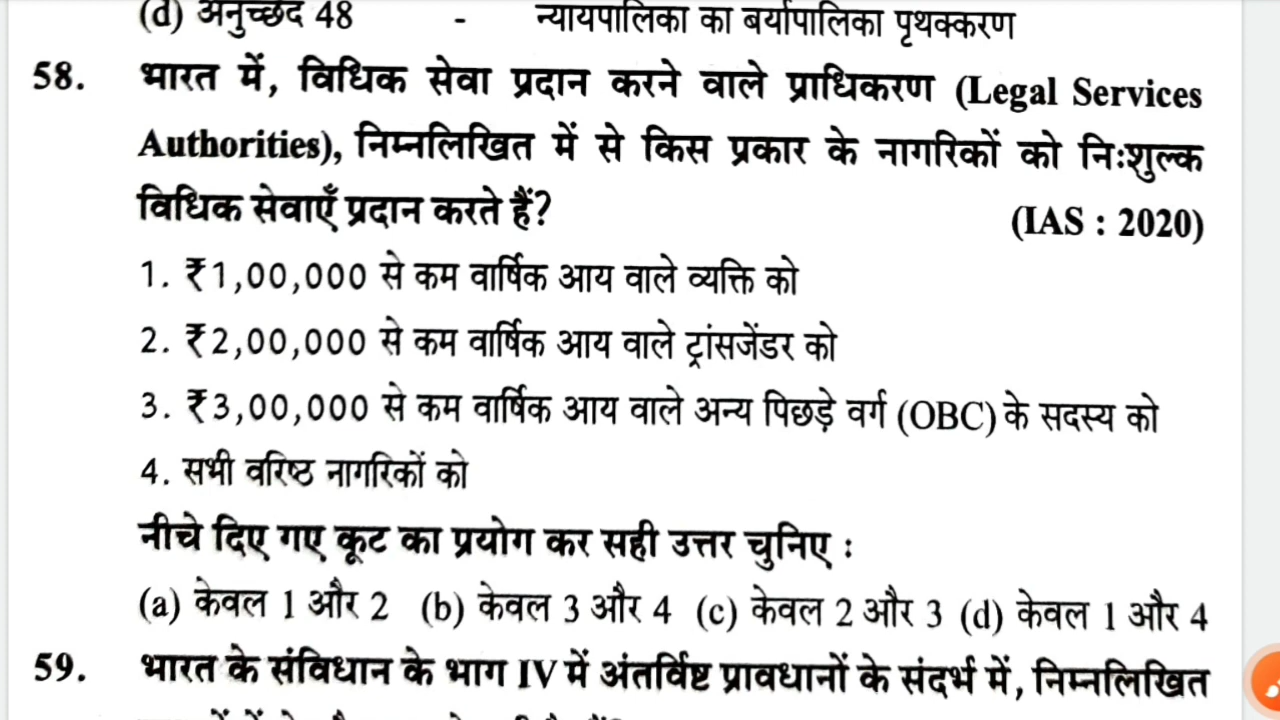 (d) अनुच्छेद 48 - न्यायपालिका का बर्यापालिका पृथक्करण
58. भारत में, विधिक सेवा प्रदान करने वाले प्राधिकरण (Legal Services
Authorities), निम्नलिखित में से किस प्रकार के नागरिकों को निःशुल्क
विधिक सेवाएँ प्रदान करते हैं? (IAS : 2020)
1. ₹1,00,000 से कम वार्षिक आय वाले व्यक्ति को
2. ₹2,00,000 से कम वार्षिक आय वाले ट्रांसजेंडर को
3. ₹3,00,000 से कम वार्षिक आय वाले अन्य पिछड़े वर्ग (OBC) के सदस्य को
4. सभी वरिष्ठ नागरिकों को
नीचे दिए गए कूट का प्रयोग कर सही उत्तर चुनिए :
(a) केवल 1 और 2 (b) केवल 3 और 4 (c) केवल 2 और 3 (d) केवल 1 और 4
59. भारत के संविधान के भाग IV में अंतर्विष्ट प्रावधानों के संदर्भ में, निम्नलिखित